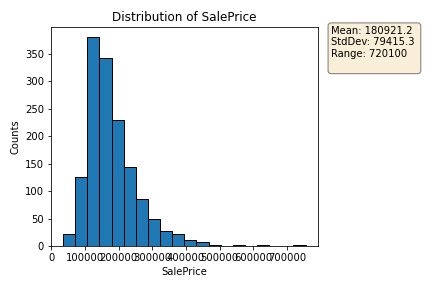 Distribution of SalePrice
Mean: 180921.2
StdDev: 79415.3
Range: 720100
350
300
250
200
150
100
50
0
Counts
0 100000 200000 300000 400000 500000 600000 700000
SalePrice